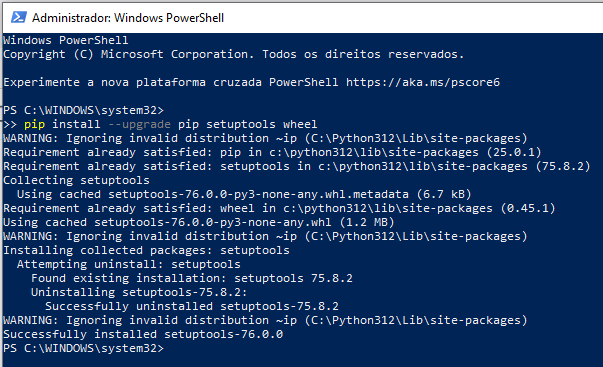 Administrador: Windows PowerShell
Windows PowerShell
Copyright (C) Microsoft Corporation. Todos os direitos reservados.
Experimente a nova plataforma cruzada PowerShell https://aka.ms/pscore6
PS C:\WINDOWS\system32>
>> pip install --upgrade pip setuptools wheel
WARNING: Ignoring invalid distribution ~ip (C:\Python312\Lib\site-packages)
Requirement already satisfied: pip in c:\python312\lib\site-packages (25.0.1)
Requirement already satisfied: setuptools in c:\python312\lib\site-packages (75.8.2)
Collecting setuptools
  Using cached setuptools-76.0.0-py3-none-any.whl.metadata (6.7 kB)
Requirement already satisfied: wheel in c:\python312\lib\site-packages (0.45.1)
Using cached setuptools-76.0.0-py3-none-any.whl (1.2 MB)
WARNING: Ignoring invalid distribution ~ip (C:\Python312\Lib\site-packages)
Installing collected packages: setuptools
  Attempting uninstall: setuptools
    Found existing installation: setuptools 75.8.2
    Uninstalling setuptools-75.8.2:
      Successfully uninstalled setuptools-75.8.2
WARNING: Ignoring invalid distribution ~ip (C:\Python312\Lib\site-packages)
Successfully installed setuptools-76.0.0
PS C:\WINDOWS\system32>